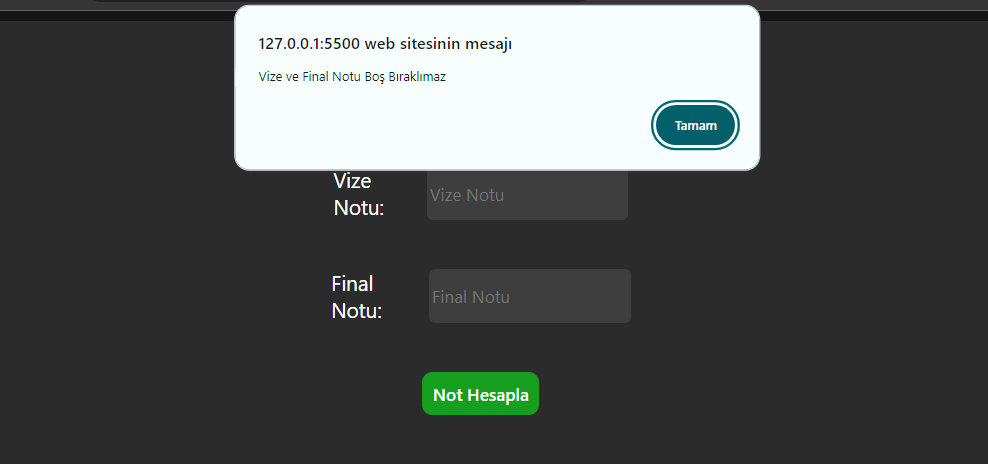 127.0.0.1:5500 web sitesinin mesajı
Vize ve Final Notu Boş Bıraklımaz
Tamam
Vize
Notu:
Vize Notu
Final
Notu:
Final Notu
Not Hesapla